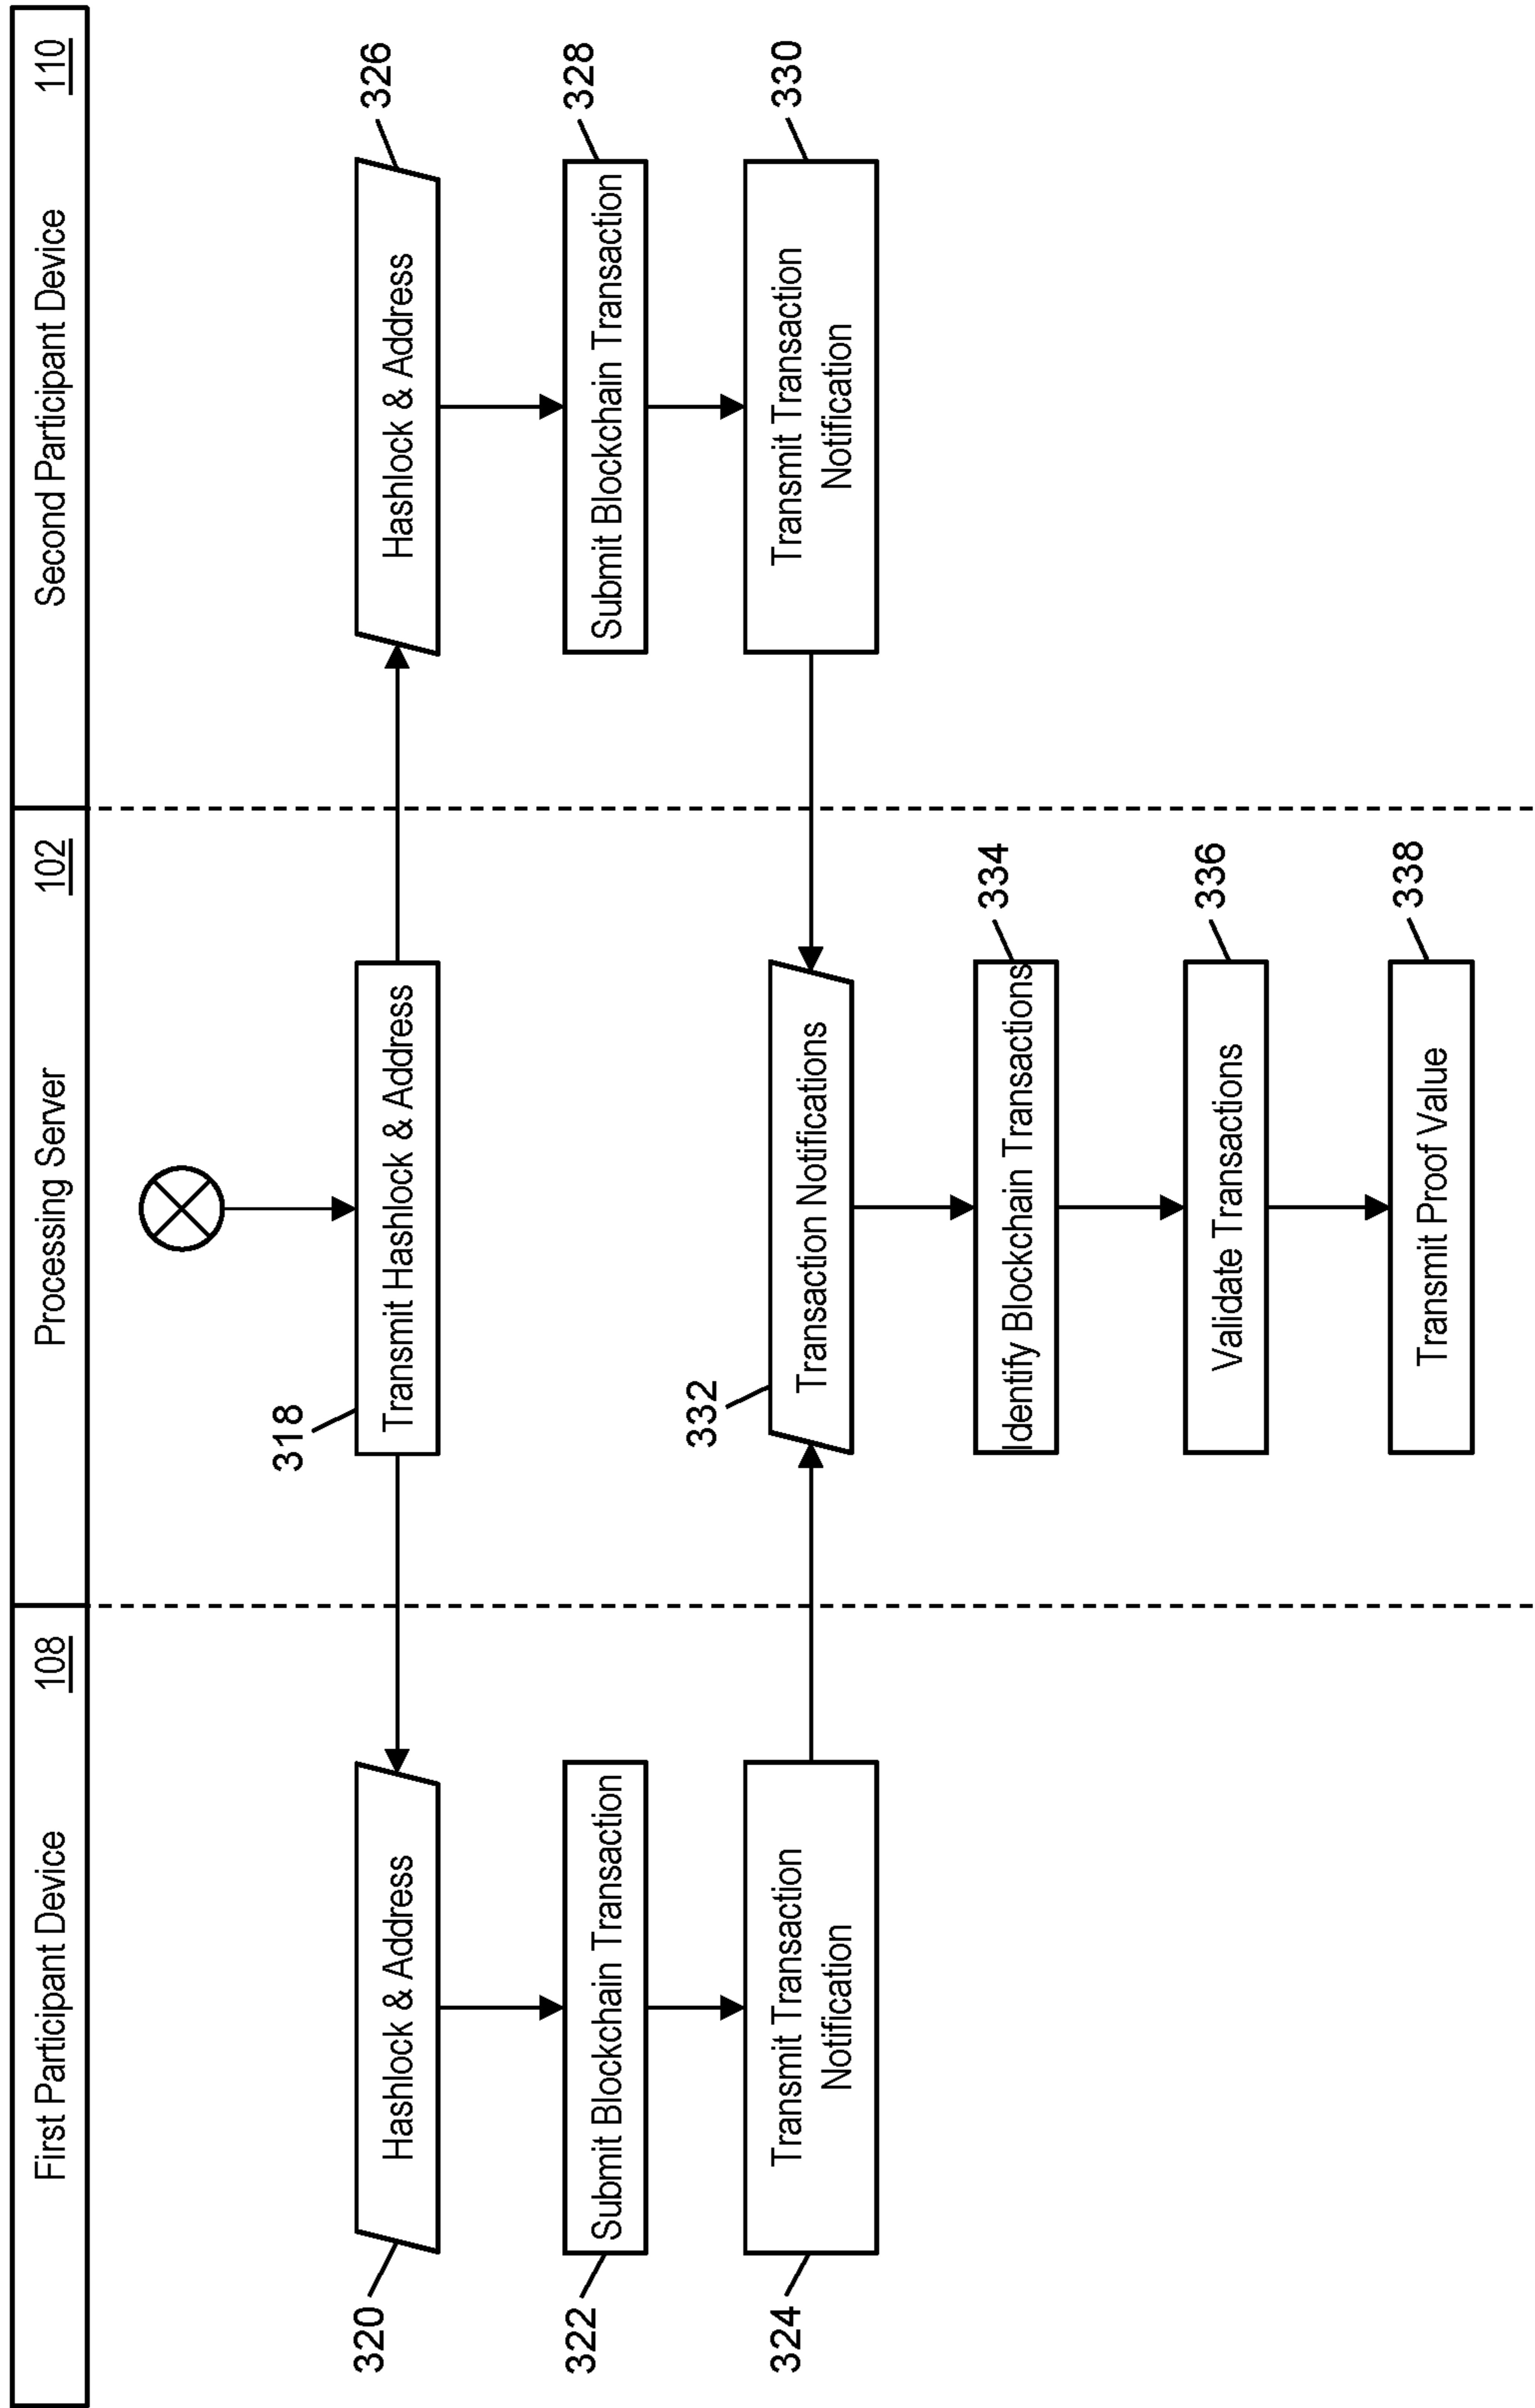 First Participant Device 108
Processing Server 102
Second Participant Device 110
318
Transmit Hashlock & Address
320
Hashlock & Address
Hashlock & Address
326
322
Submit Blockchain Transaction
Submit Blockchain Transaction
328
324
Transmit Transaction
Notification
Transmit Transaction
Notification
330
332
Transaction Notifications
Identify Blockchain Transactions
334
Validate Transactions
336
Transmit Proof Value
338